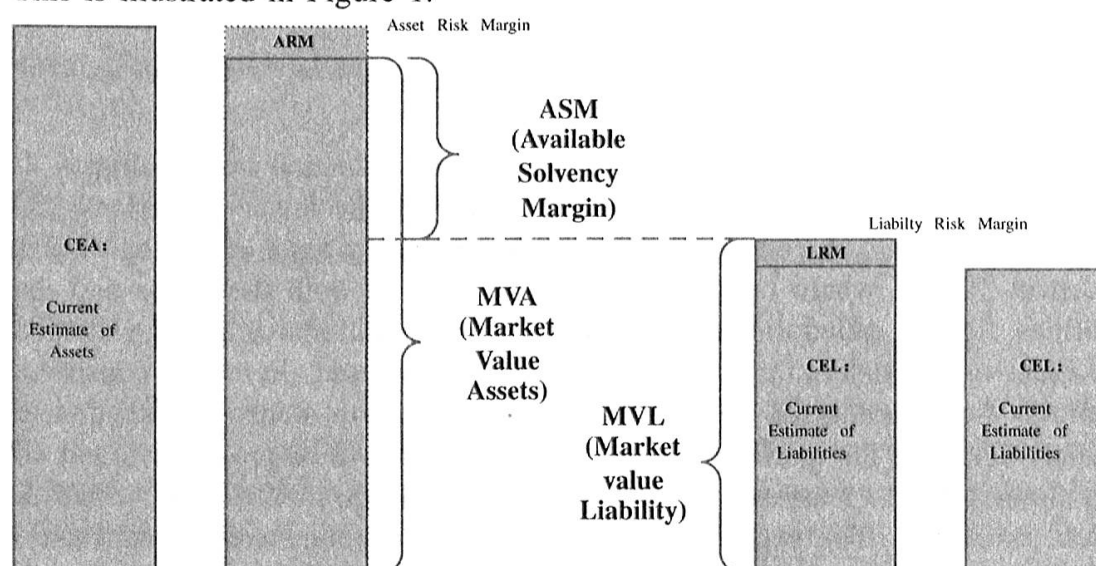 this is illustrated in Figure 1.
Asset Risk Margin
ARM
ASM
(Available
Solvency
Margin)
CEA:
Current
Estimate of
Assets
MVA
(Market
Value
Assets)
MVL
(Market
value
Liability)
Liabilty Risk Margin
LRM
CEL:
Current
Estimate of
Liabilities
CEL:
Current
Estimate of
Liabilities